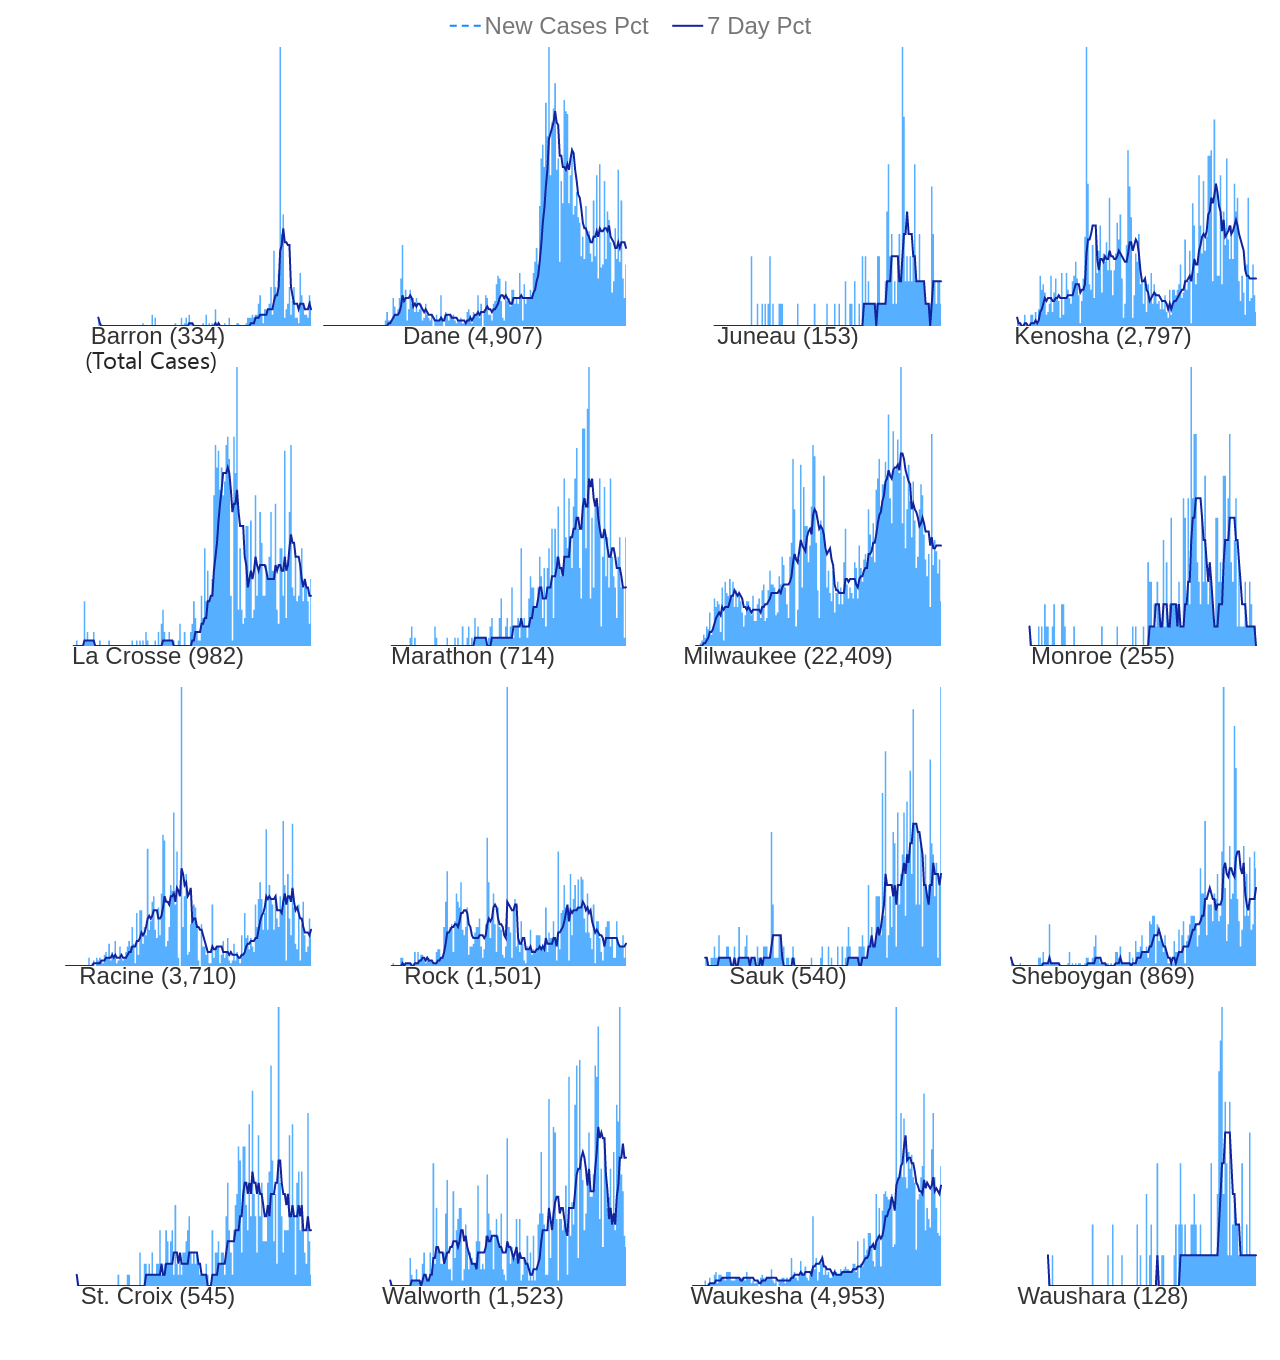 New Cases Pct 7 Day Pct
Barron (334) Dane (4,907) Juneau (153) Kenosha (2,797)
(Total Cases)
La Crosse (982) Marathon (714) Milwaukee (22,409) Monroe (255)
Racine (3,710) Rock (1,501) Sauk (540) Sheboygan (869)
St. Croix (545) Walworth (1,523) Waukesha (4,953) Waushara (128)